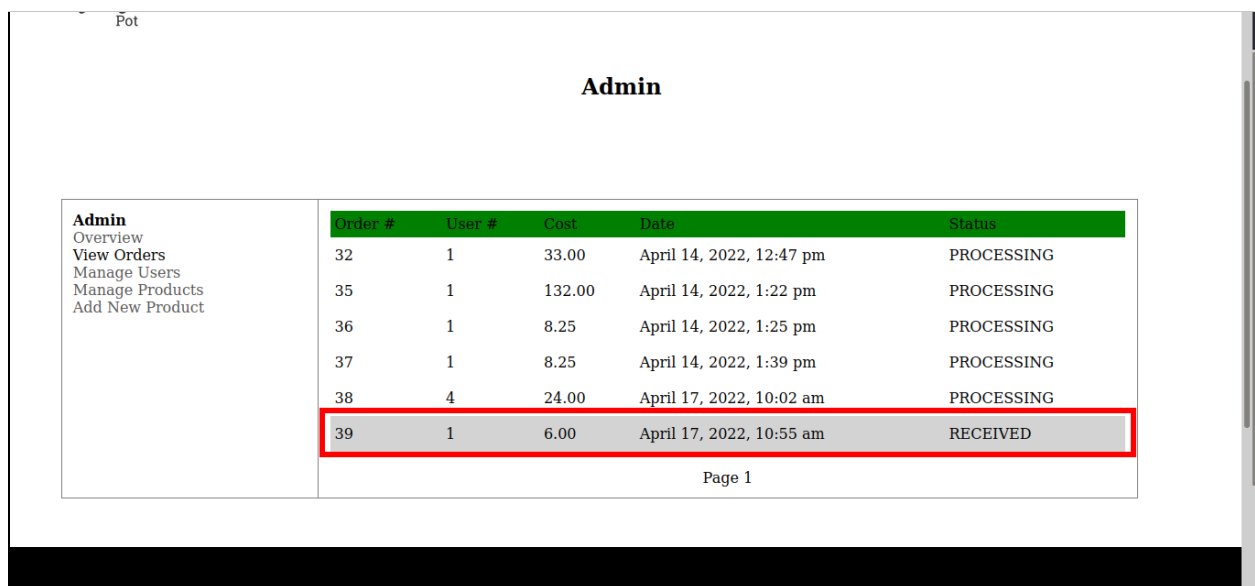 Pot
Admin
Admin
Overview
View Orders
Manage Users
Manage Products
Add New Product
Order # User # Cost Date Status
32 1 33.00 April 14, 2022, 12:47 pm PROCESSING
35 1 132.00 April 14, 2022, 1:22 pm PROCESSING
36 1 8.25 April 14, 2022, 1:25 pm PROCESSING
37 1 8.25 April 14, 2022, 1:39 pm PROCESSING
38 4 24.00 April 17, 2022, 10:02 am PROCESSING
39 1 6.00 April 17, 2022, 10:55 am RECEIVED
Page 1